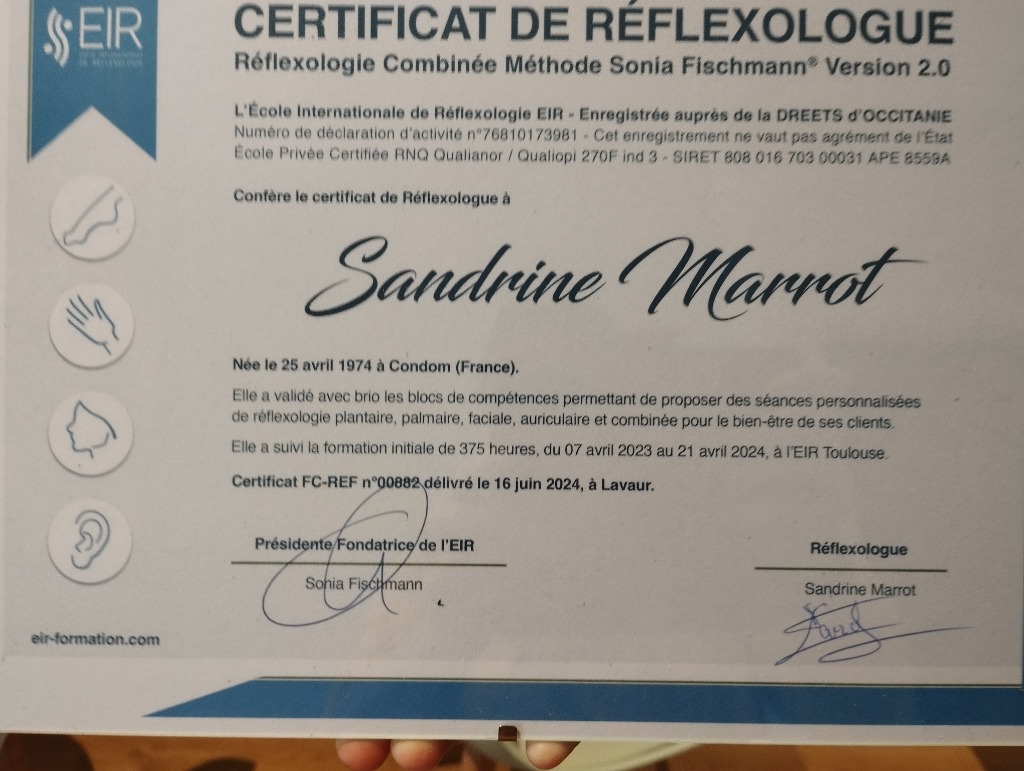 EIR
ÉCOLE INTERNATIONALE
DE RÉFLEXOLOGIE
CERTIFICAT DE RÉFLEXOLOGUE
Réflexologie Combinée Méthode Sonia Fischmann® Version 2.0
L'École Internationale de Réflexologie EIR - Enregistrée auprès de la DREETS d'OCCITANIE
Numéro de déclaration d'activité n°76810173981 - Cet enregistrement ne vaut pas agrément de l'État
École Privée Certifiée RNQ Qualianor / Qualiopi 270F ind 3 - SIRET 808 016 703 00031 APE 8559A
Confère le certificat de Réflexologue à
Sandrine Marrot
Née le 25 avril 1974 à Condom (France).
Elle a validé avec brio les blocs de compétences permettant de proposer des séances personnalisées
de réflexologie plantaire, palmaire, faciale, auriculaire et combinée pour le bien-être de ses clients.
Elle a suivi la formation initiale de 375 heures, du 07 avril 2023 au 21 avril 2024, à l'EIR Toulouse.
Certificat FC-REF n°00882 délivré le 16 juin 2024, à Lavaur.
Présidente Fondatrice de l'EIR
Sonia Fischmann
Réflexologue
Sandrine Marrot
eir-formation.com